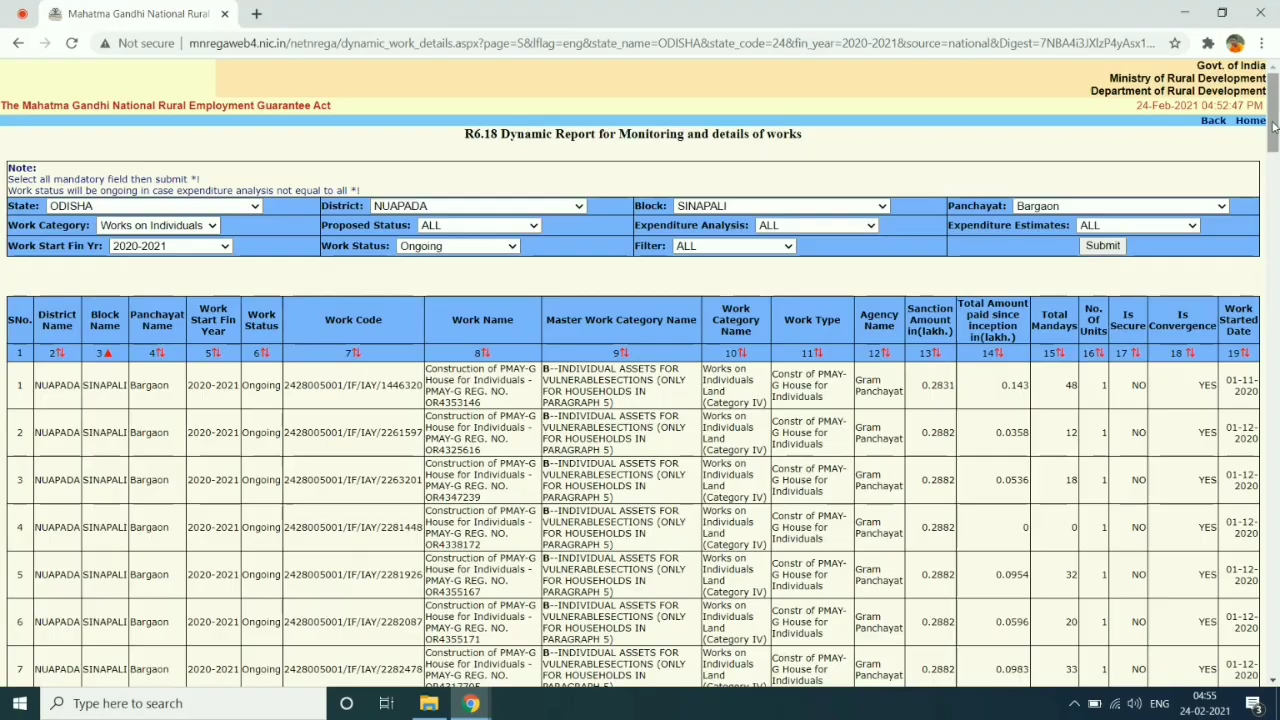 Mahatma Gandhi National Rural
Not secure
mnregaweb4.nic.in/netnrega/dynamic_work_details.aspx?page=S&lflag=eng&state_name=ODISHA&state_code=24&fin_year=2020-2021&source=national&Digest=7NBA4i3JXlzP4yAsx1...
Govt. of India
Ministry of Rural Development
Department of Rural Development
The Mahatma Gandhi National Rural Employment Guarantee Act
24-Feb-2021 04:52:47 PM
Back Home
R6.18 Dynamic Report for Monitoring and details of works
Note:
Select all mandatory field then submit *!
Work status will be ongoing in case expenditure analysis not equal to all *!
State: ODISHA District: NUAPADA Block: SINAPALI Panchayat: Bargaon
Work Category: Works on Individuals Proposed Status: ALL Expenditure Analysis: ALL Expenditure Estimates: ALL
Work Start Fin Yr: 2020-2021 Work Status: Ongoing Filter: ALL Submit
SNo. District Name Block Name Panchayat Name Work Start Fin Year Work Status Work Code Work Name Master Work Category Name Work Category Name Work Type Agency Name Sanction Amount in(lakh.) Total Amount paid since inception in(lakh.) Total Mandays No. Of Units Is Secure Is Convergence Work Started Date
1 2 3 4 5 6 7 8 9 10 11 12 13 14 15 16 17 18 19
1 NUAPADA SINAPALI Bargaon 2020-2021 Ongoing 2428005001/IF/IAY/1446320 Construction of PMAY-G House for Individuals - PMAY-G REG. NO. OR4353146 B--INDIVIDUAL ASSETS FOR VULNERABLESECTIONS (ONLY FOR HOUSEHOLDS IN PARAGRAPH 5) Works on Individuals Land (Category IV) Constr of PMAY-G House for Individuals Gram Panchayat 0.2831 0.143 48 1 NO YES 01-11-2020
2 NUAPADA SINAPALI Bargaon 2020-2021 Ongoing 2428005001/IF/IAY/2261597 Construction of PMAY-G House for Individuals - PMAY-G REG. NO. OR4325616 B--INDIVIDUAL ASSETS FOR VULNERABLESECTIONS (ONLY FOR HOUSEHOLDS IN PARAGRAPH 5) Works on Individuals Land (Category IV) Constr of PMAY-G House for Individuals Gram Panchayat 0.2882 0.0358 12 1 NO YES 01-12-2020
3 NUAPADA SINAPALI Bargaon 2020-2021 Ongoing 2428005001/IF/IAY/2263201 Construction of PMAY-G House for Individuals - PMAY-G REG. NO. OR4347239 B--INDIVIDUAL ASSETS FOR VULNERABLESECTIONS (ONLY FOR HOUSEHOLDS IN PARAGRAPH 5) Works on Individuals Land (Category IV) Constr of PMAY-G House for Individuals Gram Panchayat 0.2882 0.0536 18 1 NO YES 01-12-2020
4 NUAPADA SINAPALI Bargaon 2020-2021 Ongoing 2428005001/IF/IAY/2281448 Construction of PMAY-G House for Individuals - PMAY-G REG. NO. OR4338172 B--INDIVIDUAL ASSETS FOR VULNERABLESECTIONS (ONLY FOR HOUSEHOLDS IN PARAGRAPH 5) Works on Individuals Land (Category IV) Constr of PMAY-G House for Individuals Gram Panchayat 0.2882 0 0 1 NO YES 01-12-2020
5 NUAPADA SINAPALI Bargaon 2020-2021 Ongoing 2428005001/IF/IAY/2281926 Construction of PMAY-G House for Individuals - PMAY-G REG. NO. OR4355167 B--INDIVIDUAL ASSETS FOR VULNERABLESECTIONS (ONLY FOR HOUSEHOLDS IN PARAGRAPH 5) Works on Individuals Land (Category IV) Constr of PMAY-G House for Individuals Gram Panchayat 0.2882 0.0954 32 1 NO YES 01-12-2020
6 NUAPADA SINAPALI Bargaon 2020-2021 Ongoing 2428005001/IF/IAY/2282087 Construction of PMAY-G House for Individuals - PMAY-G REG. NO. OR4355171 B--INDIVIDUAL ASSETS FOR VULNERABLESECTIONS (ONLY FOR HOUSEHOLDS IN PARAGRAPH 5) Works on Individuals Land (Category IV) Constr of PMAY-G House for Individuals Gram Panchayat 0.2882 0.0596 20 1 NO YES 01-12-2020
7 NUAPADA SINAPALI Bargaon 2020-2021 Ongoing 2428005001/IF/IAY/2282478 Construction of PMAY-G House for Individuals - PMAY-G REG. NO. B--INDIVIDUAL ASSETS FOR VULNERABLESECTIONS (ONLY FOR HOUSEHOLDS IN PARAGRAPH 5) Works on Individuals Land (Category IV) Constr of PMAY-G House for Individuals Gram Panchayat 0.2882 0.0983 33 1 NO YES 01-12-2020
Type here to search
ENG
04:55
24-02-2021
3